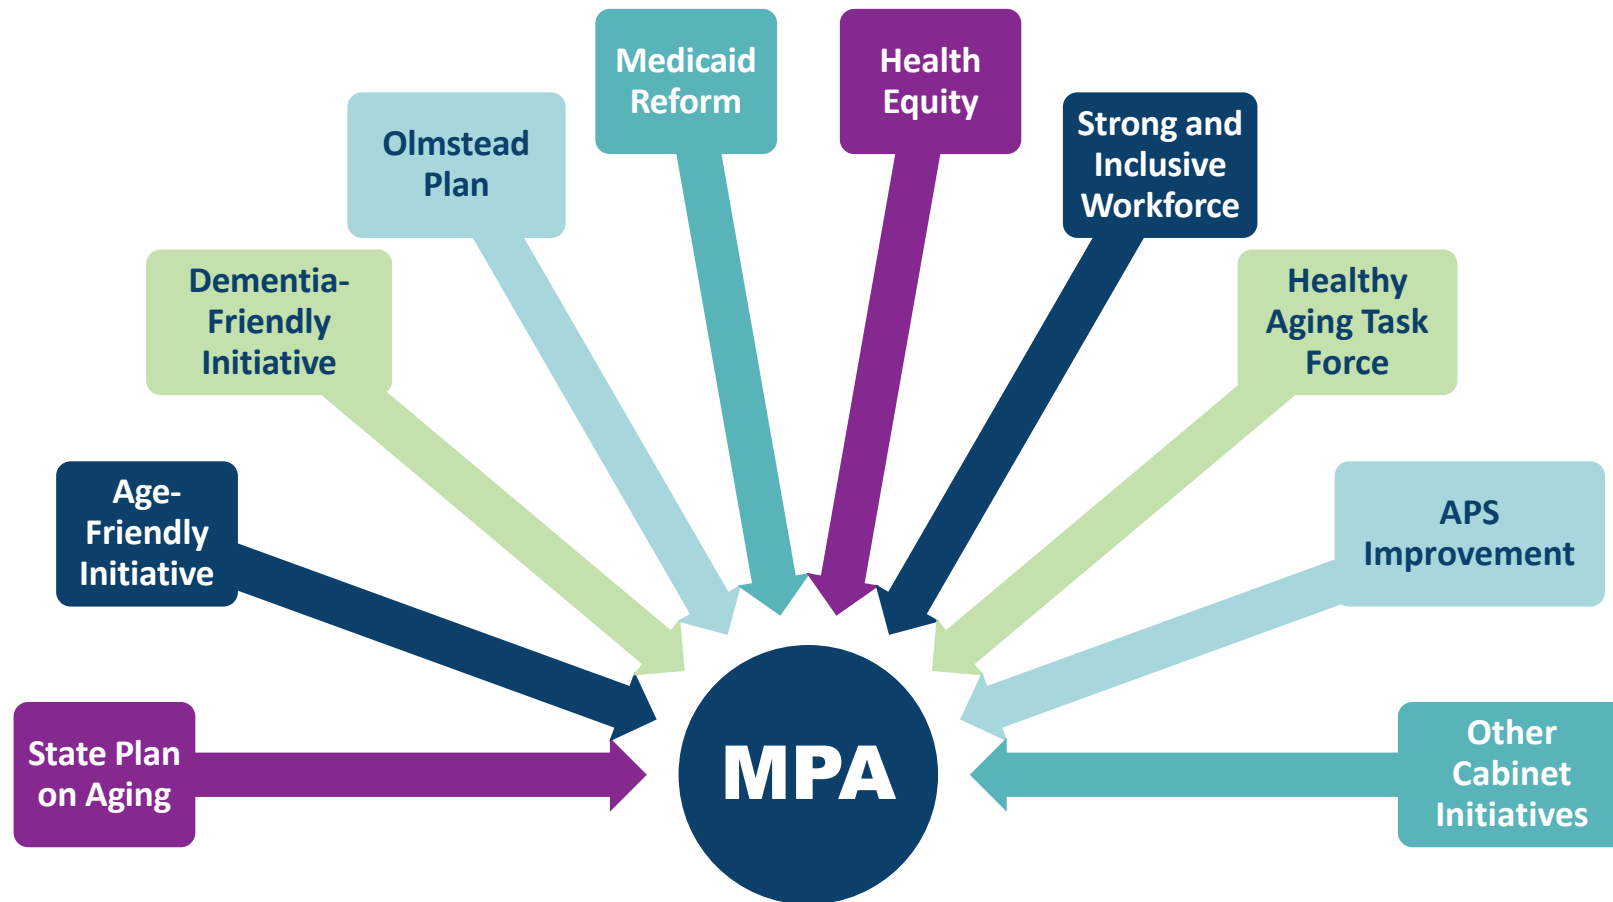 Medicaid
Reform
Health
Equity
Olmstead
Plan
Strong and
Inclusive
Workforce
Dementia-
Friendly
Initiative
Healthy
Aging Task
Force
Age-
Friendly
Initiative
APS
Improvement
State Plan
on Aging
MPA
Other
Cabinet
Initiatives